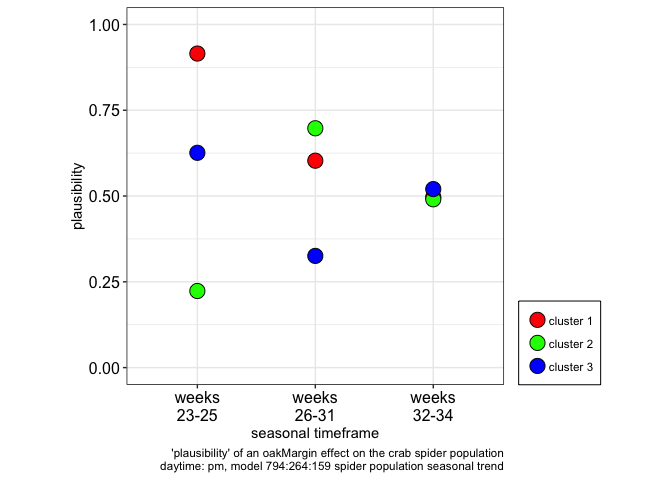 1.00
0.75
0.50
0.25
0.00
plausibility
weeks
23-25
weeks
26-31
weeks
32-34
seasonal timeframe
cluster 1
cluster 2
cluster 3
'plausibility' of an oakMargin effect on the crab spider population
daytime: pm, model 794:264:159 spider population seasonal trend